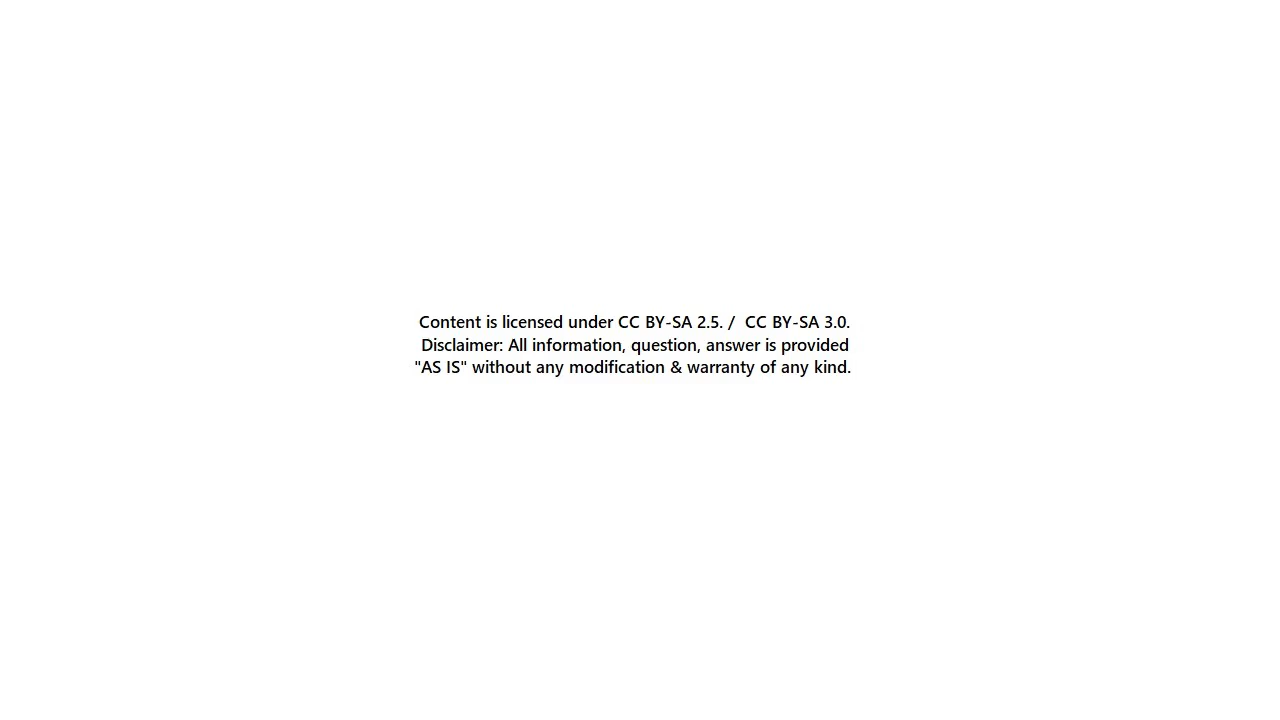 Content is licensed under CC BY-SA 2.5. /  CC BY-SA 3.0.
Disclaimer: All information, question, answer is provided
"AS IS" without any modification & warranty of any kind.